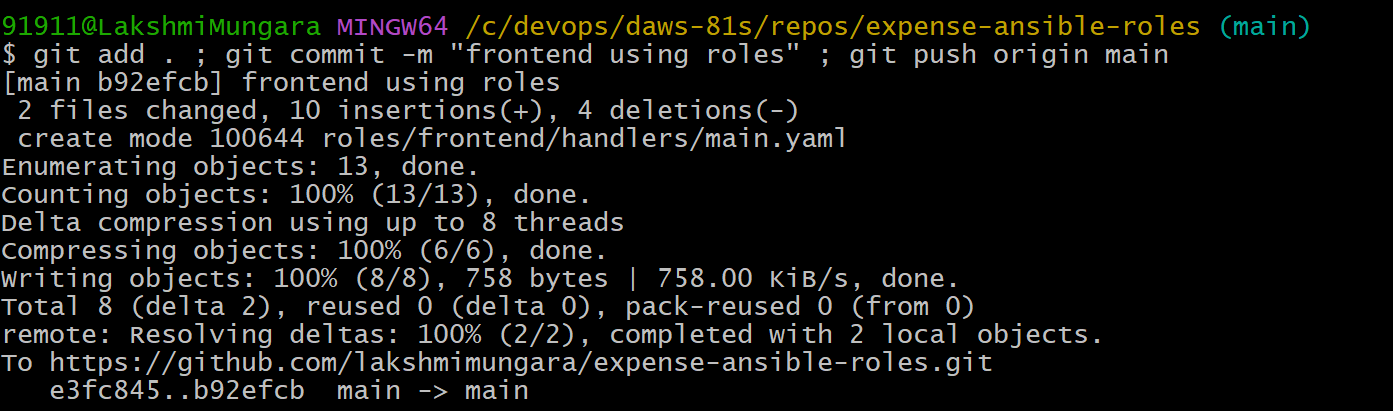 91911@LakshmiMungara MINGW64 /c/devops/daws-81s/repos/expense-ansible-roles (main)
$ git add . ; git commit -m "frontend using roles" ; git push origin main
[main b92efcb] frontend using roles
 2 files changed, 10 insertions(+), 4 deletions(-)
 create mode 100644 roles/frontend/handlers/main.yaml
Enumerating objects: 13, done.
Counting objects: 100% (13/13), done.
Delta compression using up to 8 threads
Compressing objects: 100% (6/6), done.
Writing objects: 100% (8/8), 758 bytes | 758.00 KiB/s, done.
Total 8 (delta 2), reused 0 (delta 0), pack-reused 0 (from 0)
remote: Resolving deltas: 100% (2/2), completed with 2 local objects.
To https://github.com/lakshmimungara/expense-ansible-roles.git
   e3fc845..b92efcb  main -> main